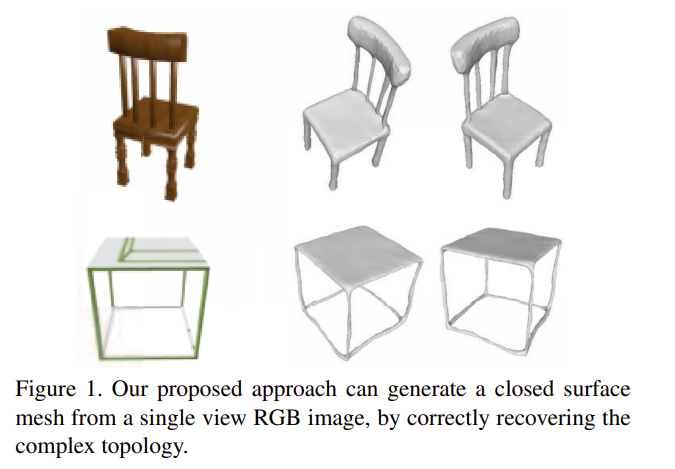 Figure 1. Our proposed approach can generate a closed surface
mesh from a single view RGB image, by correctly recovering the
complex topology.